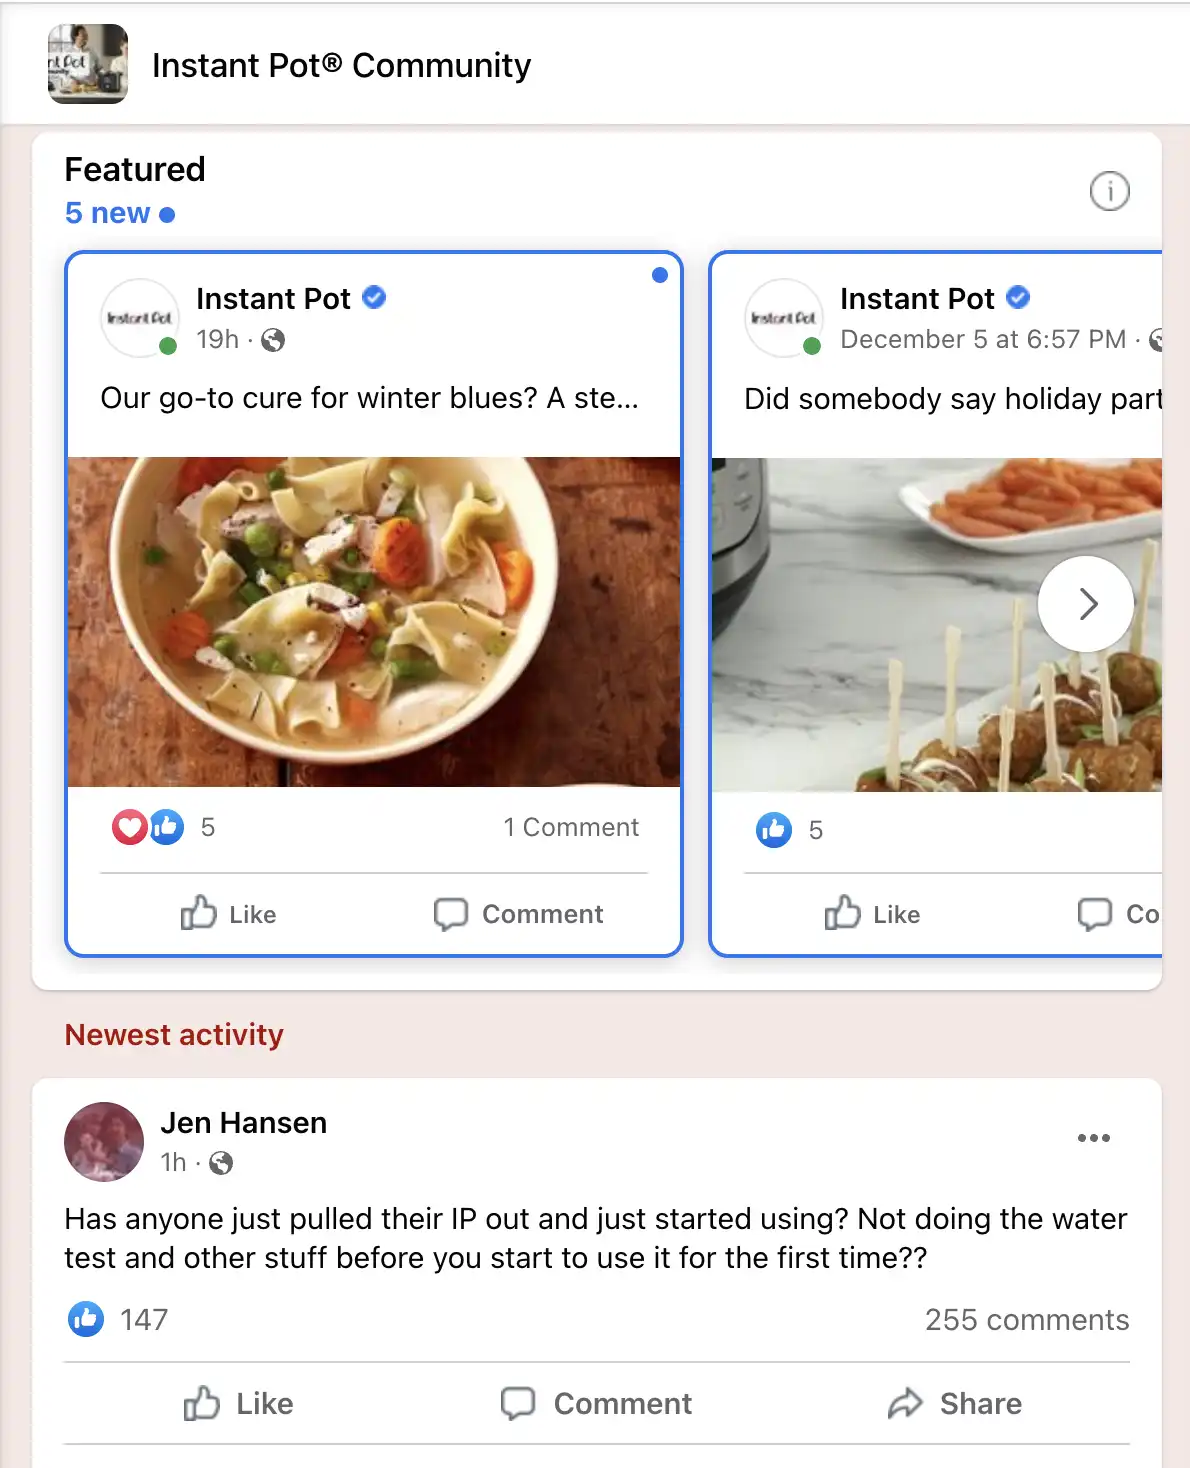 Instant Pot® Community
Featured
5 new
Instant Pot
19h ·
Our go-to cure for winter blues? A ste...
5
1 Comment
Like
Comment
Instant Pot
December 5 at 6:57 PM ·
Did somebody say holiday part
5
Like
Co
Newest activity
Jen Hansen
1h ·
Has anyone just pulled their IP out and just started using? Not doing the water
test and other stuff before you start to use it for the first time??
147
255 comments
Like
Comment
Share